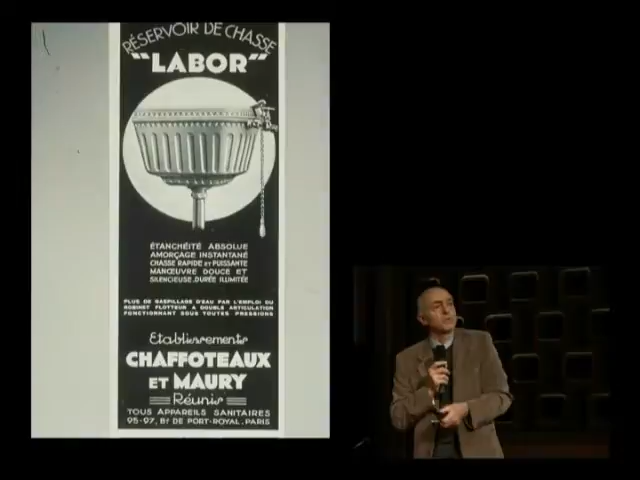 RÉSERVOIR DE CHASSE
"LABOR"
ÉTANCHÉITÉ ABSOLUE
AMORÇAGE INSTANTANÉ
CHASSE RAPIDE ET PUISSANTE
MANŒUVRE DOUCE ET
SILENCIEUSE. DURÉE ILLIMITÉE
PLUS DE GASPILLAGE D'EAU PAR L'EMPLOI DU
ROBINET FLOTTEUR A DOUBLE ARTICULATION
FONCTIONNANT SOUS TOUTES PRESSIONS
Etablissements
CHAFFOTEAUX
ET MAURY
Réunis
TOUS APPAREILS SANITAIRES
95-97, Bd DE PORT-ROYAL. PARIS